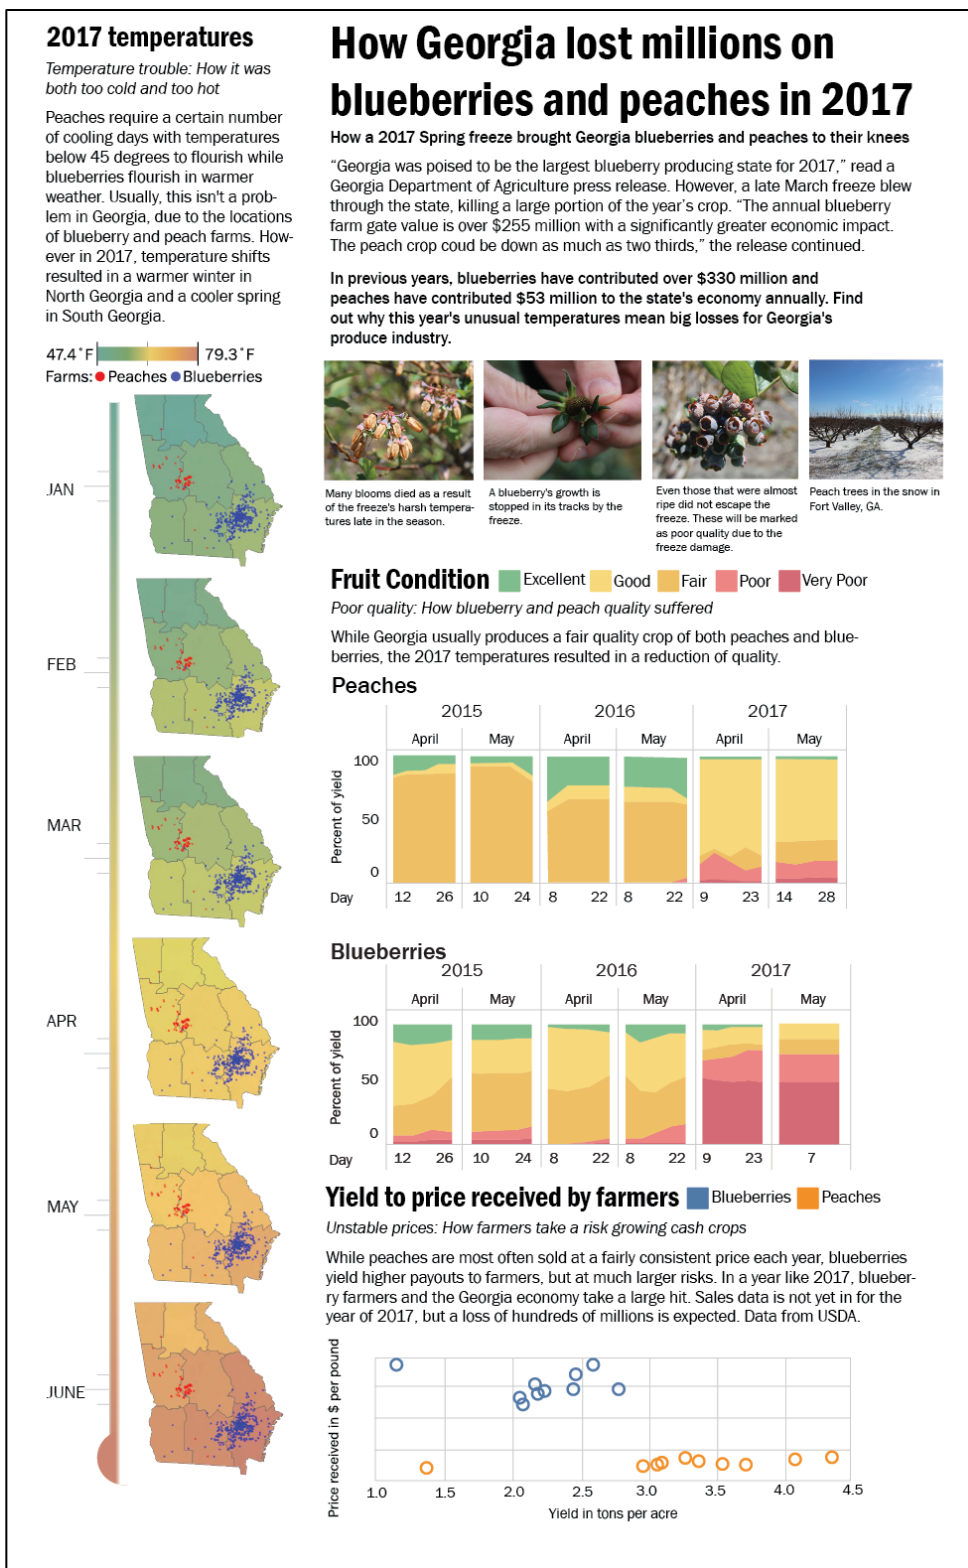 2017 temperatures
Temperature trouble: How it was
both too cold and too hot
Peaches require a certain number
of cooling days with temperatures
below 45 degrees to flourish while
blueberries flourish in warmer
weather. Usually, this isn't a prob-
lem in Georgia, due to the locations
of blueberry and peach farms. How-
ever in 2017, temperature shifts
resulted in a warmer winter in
North Georgia and a cooler spring
in South Georgia.
47.4˚F 79.3˚F
Farms: Peaches Blueberries
JAN
FEB
MAR
APR
MAY
JUNE
How Georgia lost millions on
blueberries and peaches in 2017
How a 2017 Spring freeze brought Georgia blueberries and peaches to their knees
“Georgia was poised to be the largest blueberry producing state for 2017,” read a
Georgia Department of Agriculture press release. However, a late March freeze blew
through the state, killing a large portion of the year’s crop. “The annual blueberry
farm gate value is over $255 million with a significantly greater economic impact.
The peach crop coud be down as much as two thirds,” the release continued.
In previous years, blueberries have contributed over $330 million and
peaches have contributed $53 million to the state's economy annually. Find
out why this year's unusual temperatures mean big losses for Georgia's
produce industry.
Many blooms died as a result
of the freeze's harsh tempera-
tures late in the season.
A blueberry's growth is
stopped in its tracks by the
freeze.
Even those that were almost
ripe did not escape the
freeze. These will be marked
as poor quality due to the
freeze damage.
Peach trees in the snow in
Fort Valley, GA.
Fruit Condition Excellent Good Fair Poor Very Poor
Poor quality: How blueberry and peach quality suffered
While Georgia usually produces a fair quality crop of both peaches and blue-
berries, the 2017 temperatures resulted in a reduction of quality.
Peaches
2015 2016 2017
April May April May April May
Percent of yield
100
50
0
Day 12 26 10 24 8 22 8 22 9 23 14 28
Blueberries
2015 2016 2017
April May April May April May
Percent of yield
100
50
0
Day 12 26 10 24 8 22 8 22 9 23 7
Yield to price received by farmers Blueberries Peaches
Unstable prices: How farmers take a risk growing cash crops
While peaches are most often sold at a fairly consistent price each year, blueberries
yield higher payouts to farmers, but at much larger risks. In a year like 2017, blueber-
ry farmers and the Georgia economy take a large hit. Sales data is not yet in for the
year of 2017, but a loss of hundreds of millions is expected. Data from USDA.
Price received in $ per pound
1.0 1.5 2.0 2.5 3.0 3.5 4.0 4.5
Yield in tons per acre